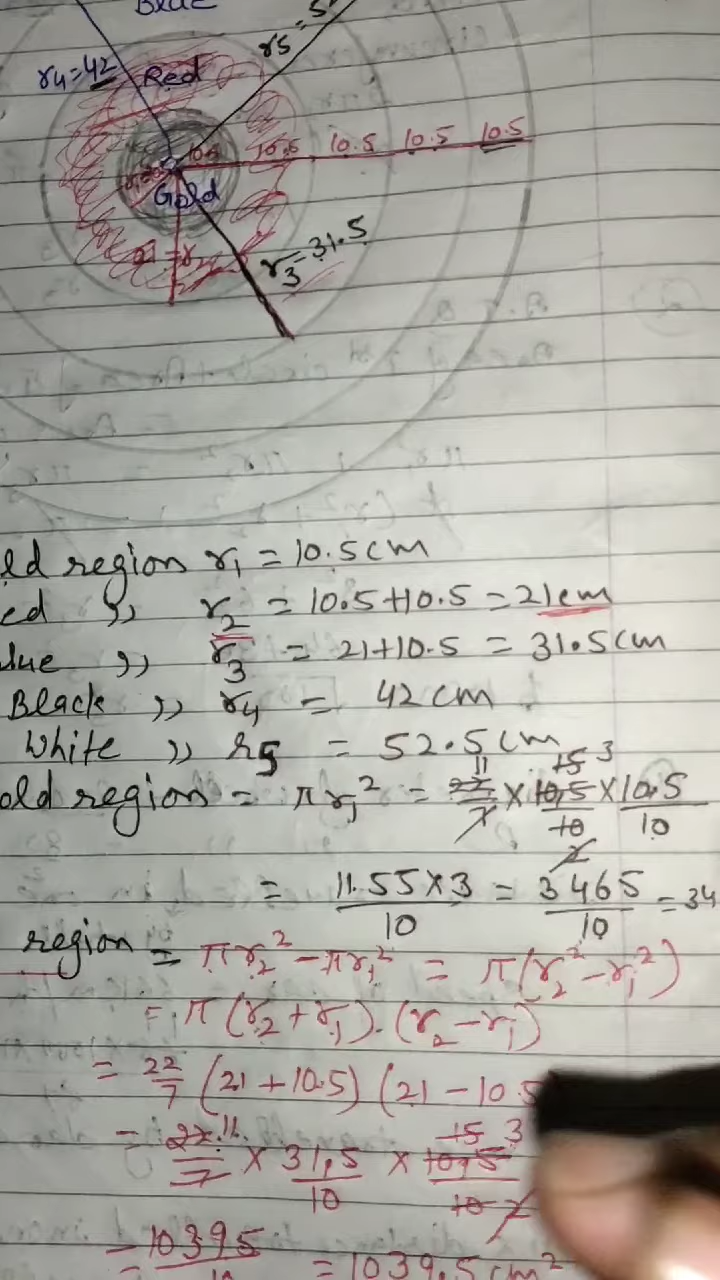 Blue
r5=5
r4=42
Red
10.5 10.5 10.5 10.5 10.5
Gold
r3=31.5
ld region r1 = 10.5cm
ed ,, r2 = 10.5+10.5 = 21cm
lue ,, r3 = 21+10.5 = 31.5cm
Black ,, r4 = 42cm
White ,, r5 = 52.5cm
old region = πr1² = 22/7 × 10.5/10 × 10.5/10
= 11.55×3/10 = 3465/10 = 34
region = πr2² - πr1² = π(r2² - r1²)
= π(r2+r1).(r2-r1)
= 22/7 (21+10.5)(21-10.5
= 22/7 × 31.5/10 × 10.5/10
= 10395/10 = 1039.5cm²